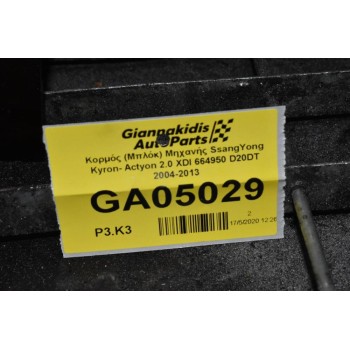 Giannakidis
AutoParts
Κορμός (Μπλόκ) Μηχανής SsangYong
Kyron- Actyon 2.0 XDI 664950 D20DT
2004-2013
GA05029
P3.K3
2
17/5/2020 12:26